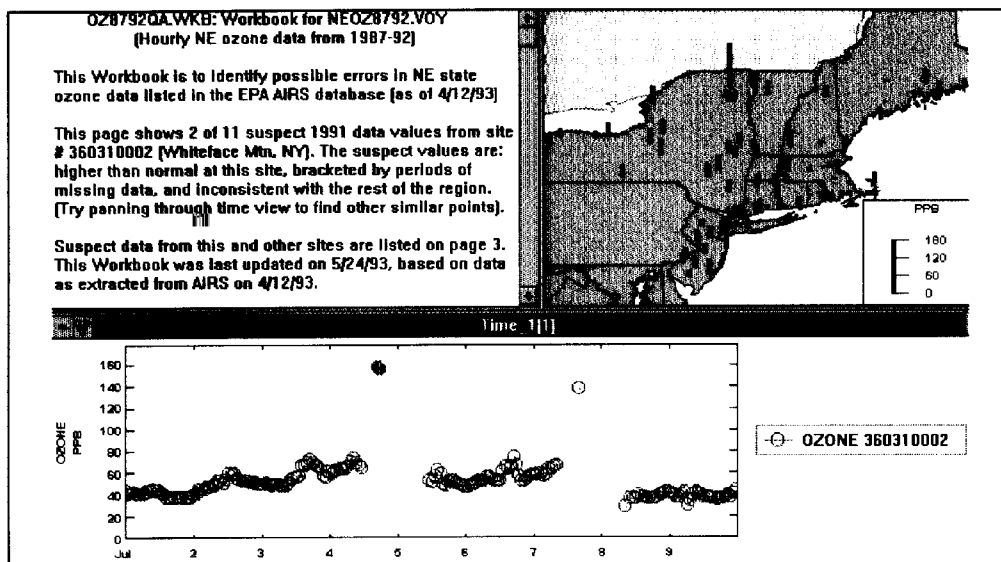 OZ8792QA.WKB: Workbook for NEOZ8792.VOY
(Hourly NE ozone data from 1987-92)
This Workbook is to identify possible errors in NE state
ozone data listed in the EPA AIRS database (as of 4/12/93)
This page shows 2 of 11 suspect 1991 data values from site
# 360310002 (Whiteface Mtn, NY). The suspect values are:
higher than normal at this site, bracketed by periods of
missing data, and inconsistent with the rest of the region.
(Try panning through time view to find other similar points).
Suspect data from this and other sites are listed on page 3.
This Workbook was last updated on 5/24/93, based on data
as extracted from AIRS on 4/12/93.
PPB
180
120
60
0
Time_1[1]
OZONE
PPB
160
140
120
100
80
60
40
20
0
Jul 2 3 4 5 6 7 8 9
OZONE 360310002